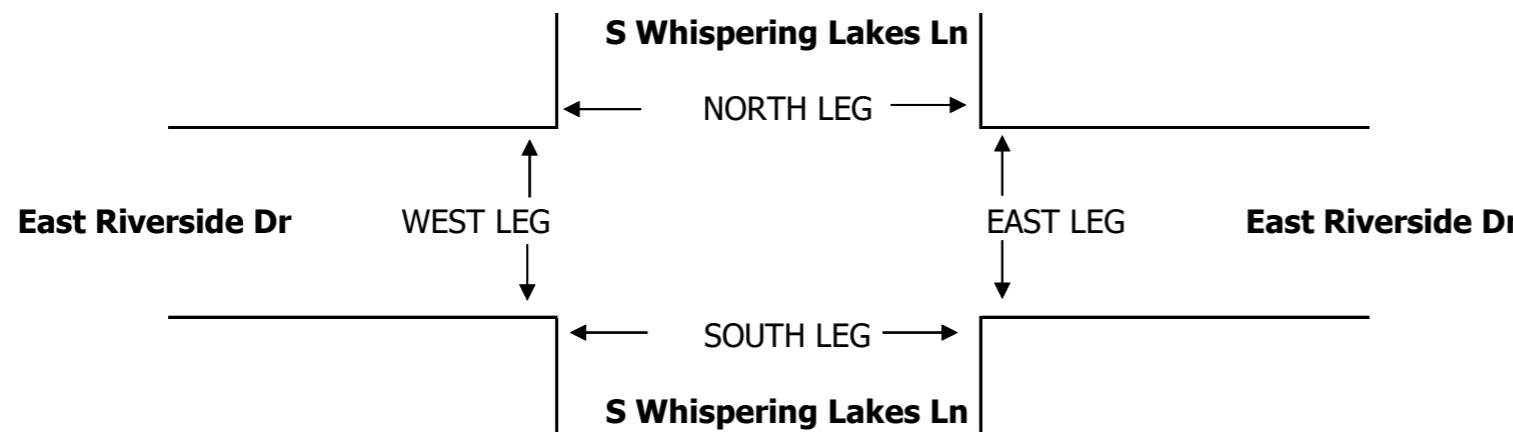 S Whispering Lakes Ln
NORTH LEG
East Riverside Dr WEST LEG EAST LEG East Riverside Dr
SOUTH LEG
S Whispering Lakes Ln